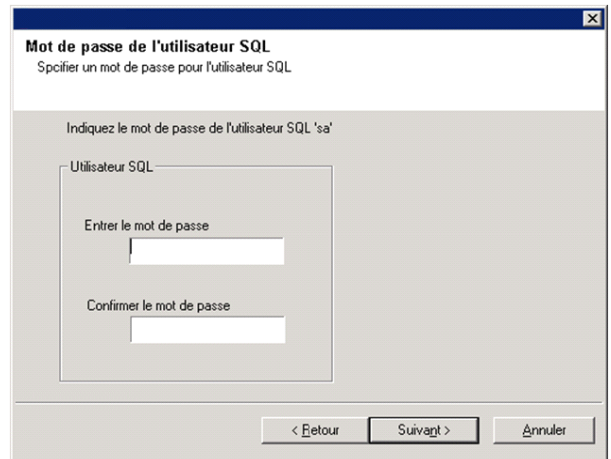 Mot de passe de l'utilisateur SQL
Spcifier un mot de passe pour l'utilisateur SQL
Indiquez le mot de passe de l'utilisateur SQL 'sa'
Utilisateur SQL
Entrer le mot de passe
Confirmer le mot de passe
< Retour Suivant > Annuler